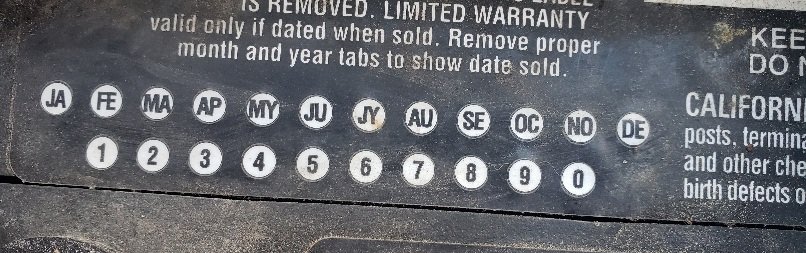 IS REMOVED. LIMITED WARRANTY
valid only if dated when sold. Remove proper
month and year tabs to show date sold.
JA FE MA AP MY JU JY AU SE OC NO DE
1 2 3 4 5 6 7 8 9 0
KEE
DO N
CALIFORN
posts, termina
and other che
birth defects o